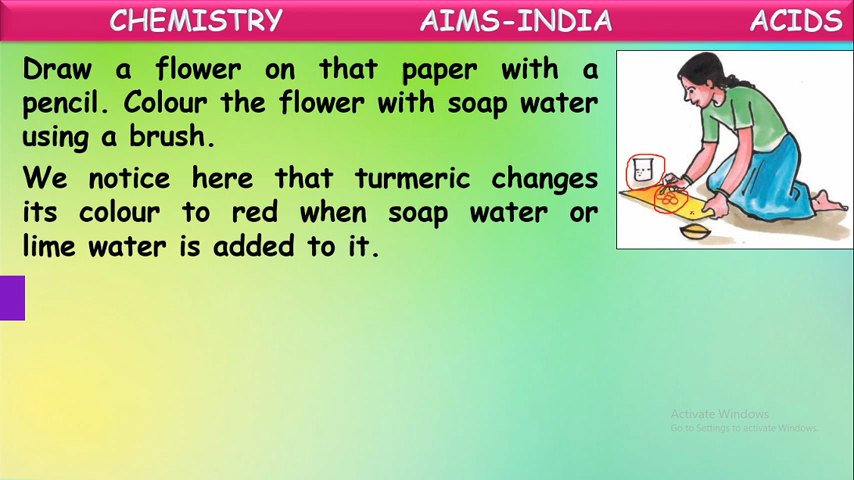 CHEMISTRY AIMS-INDIA ACIDS
Draw a flower on that paper with a
pencil. Colour the flower with soap water
using a brush.
We notice here that turmeric changes
its colour to red when soap water or
lime water is added to it.
Activate Windows
Go to Settings to activate Windows.